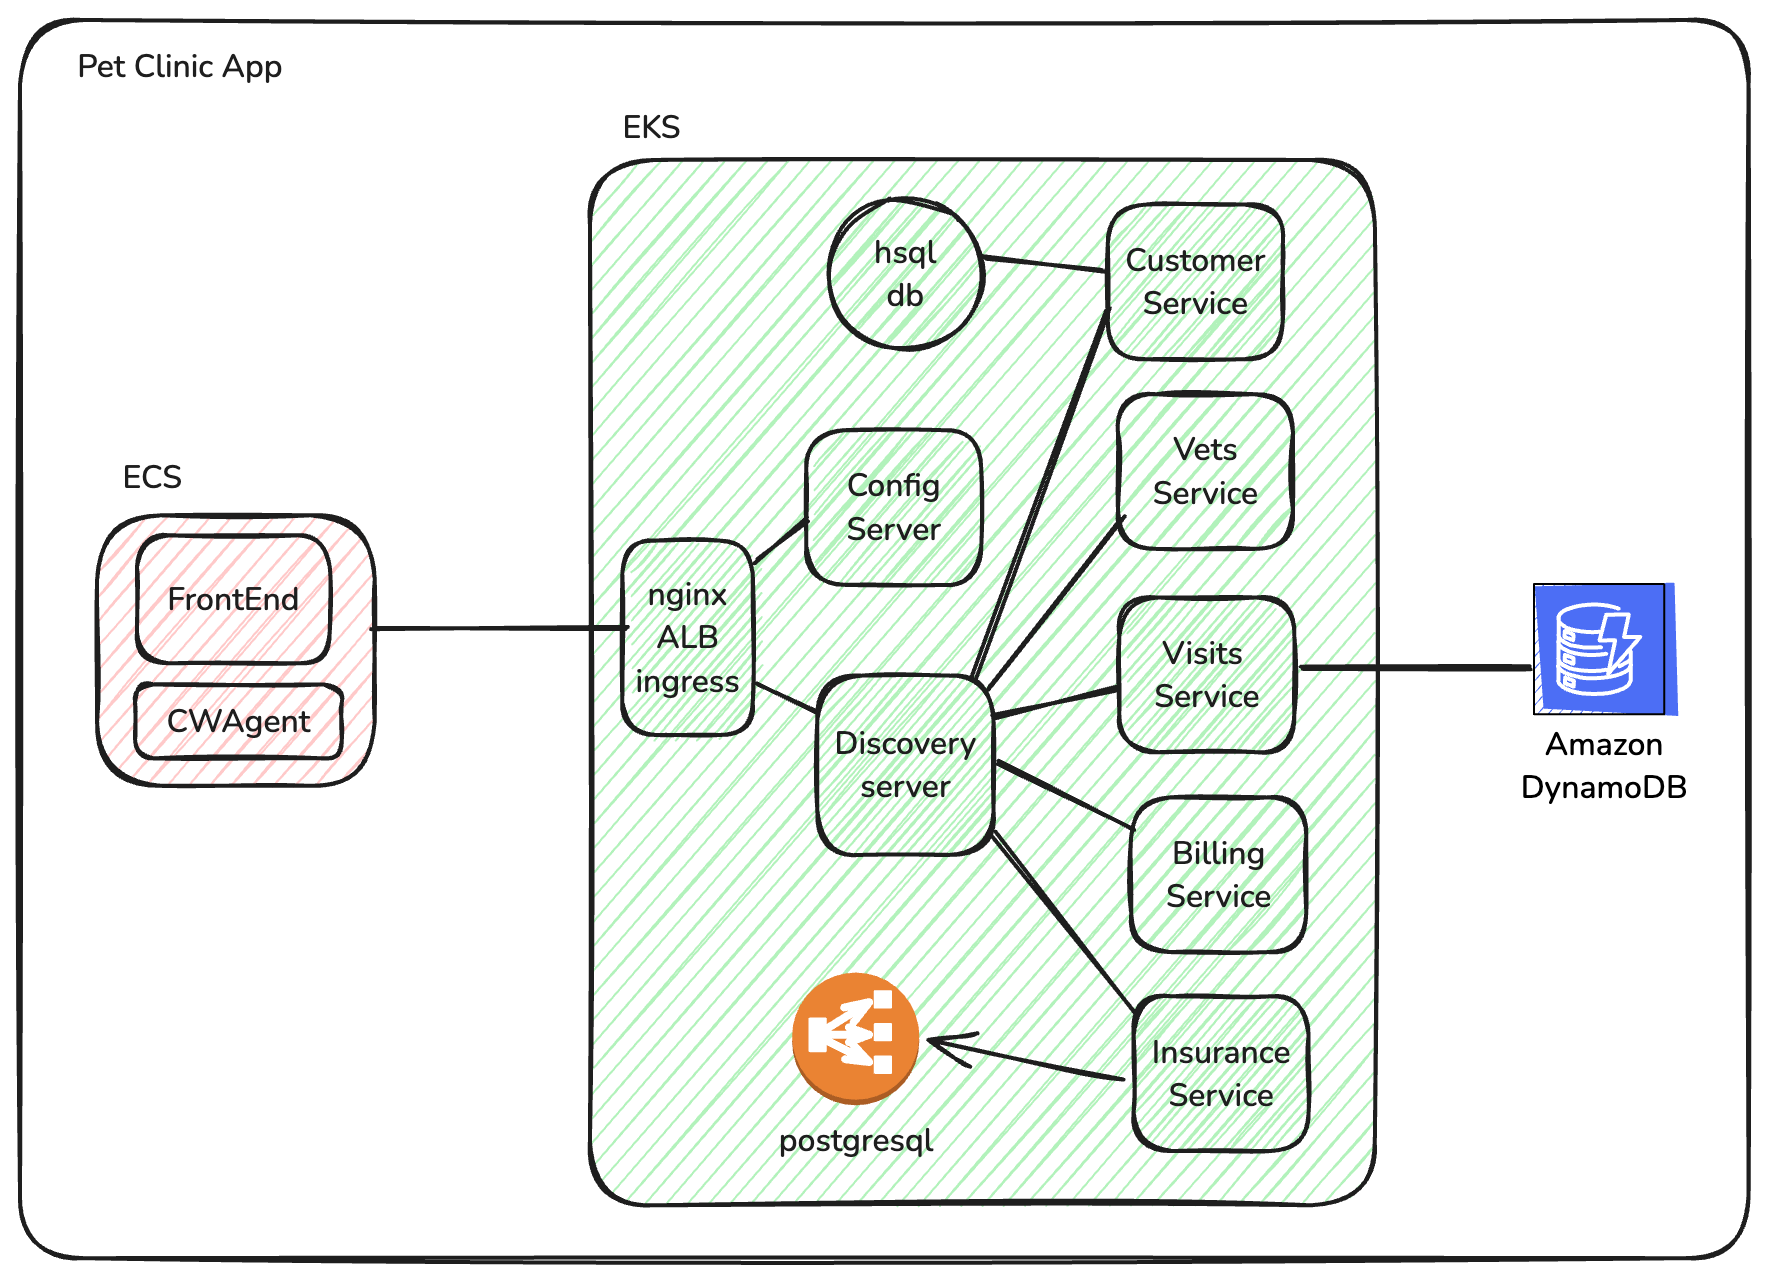 Pet Clinic App
EKS
hsql
db
Customer
Service
Vets
Service
ECS
Config
Server
FrontEnd
CWAgent
nginx
ALB
ingress
Visits
Service
Discovery
server
Amazon
DynamoDB
Billing
Service
Insurance
Service
postgresql